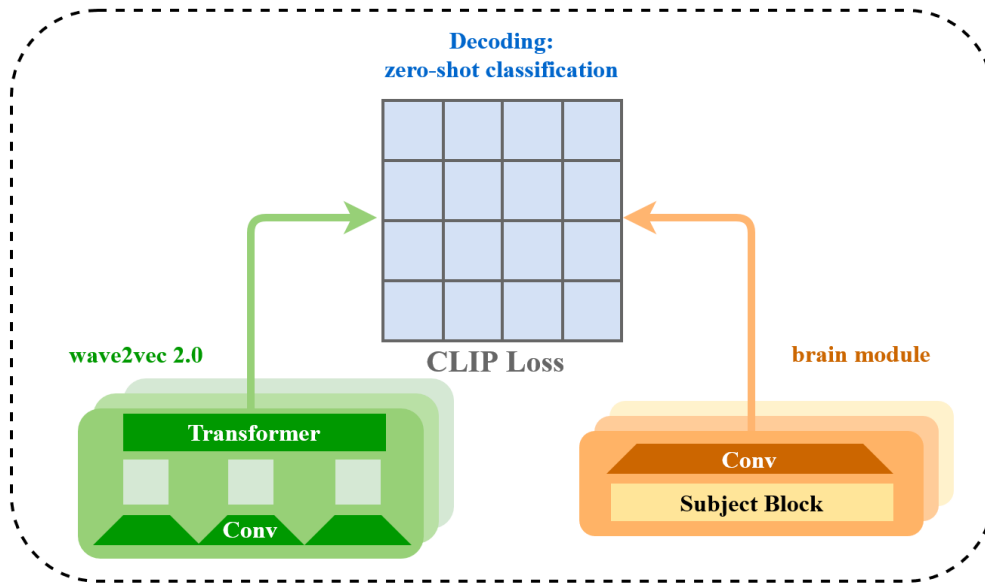 Decoding:
zero-shot classification
CLIP Loss
wave2vec 2.0
Transformer
Conv
brain module
Conv
Subject Block